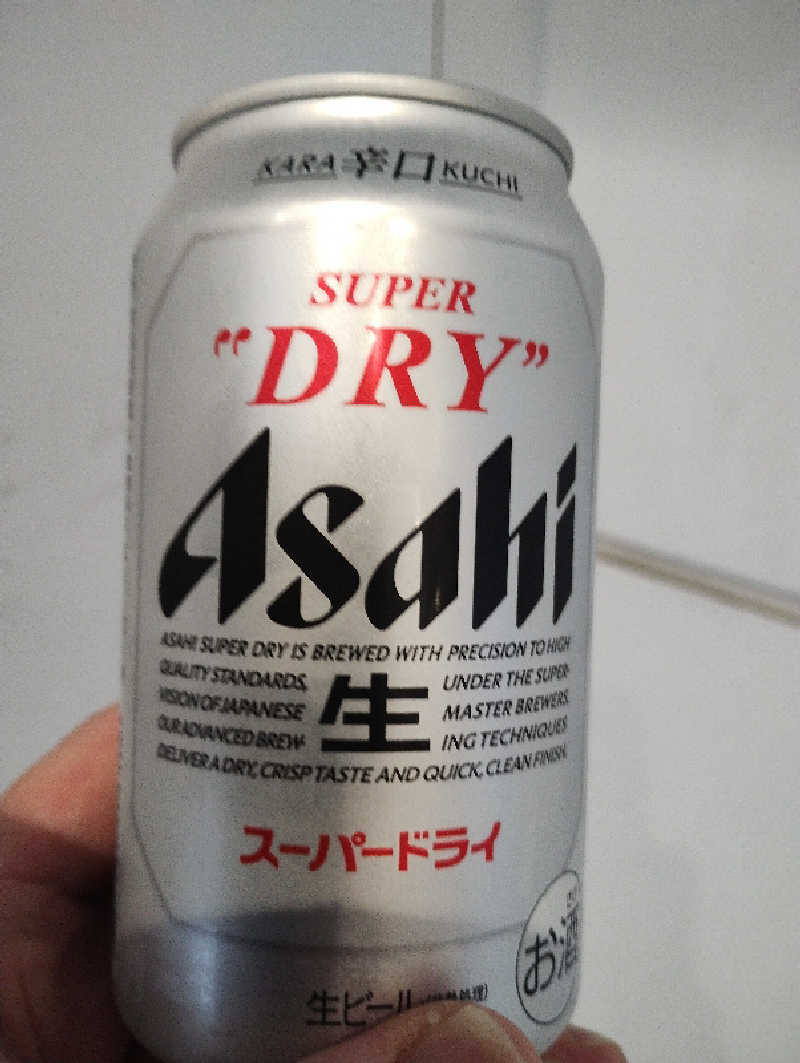 KARA 辛口 KUCHI
SUPER
"DRY"
Asahi
ASAHI SUPER DRY IS BREWED WITH PRECISION TO HIGH
QUALITY STANDARDS, UNDER THE SUPER-
VISION OF JAPANESE MASTER BREWERS.
OUR ADVANCED BREW- ING TECHNIQUES
DELIVER A DRY, CRISP TASTE AND QUICK, CLEAN FINISH.
生
スーパードライ
お酒
生ビール